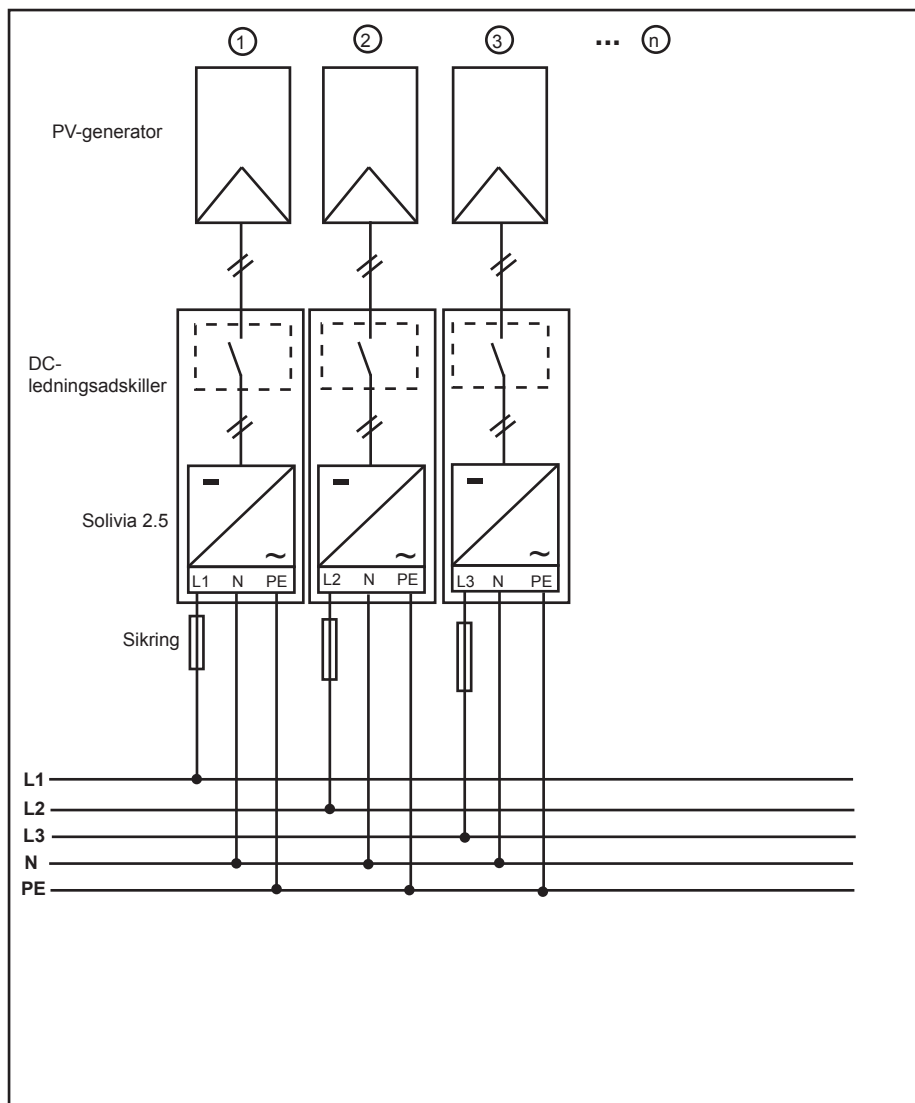 1 2 3 ... n
PV-generator
DC-
ledningsadskiller
Solivia 2.5
L1 N PE L2 N PE L3 N PE
Sikring
L1
L2
L3
N
PE